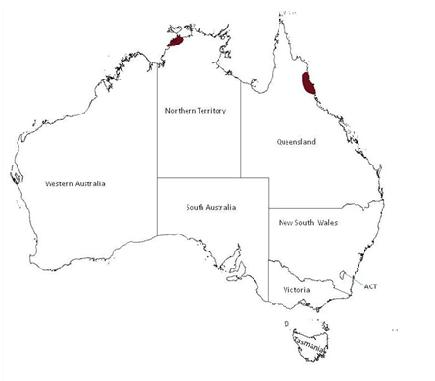 Northern Territory
Queensland
Western Australia
South Australia
New South Wales
Victoria
ACT
Tasmania